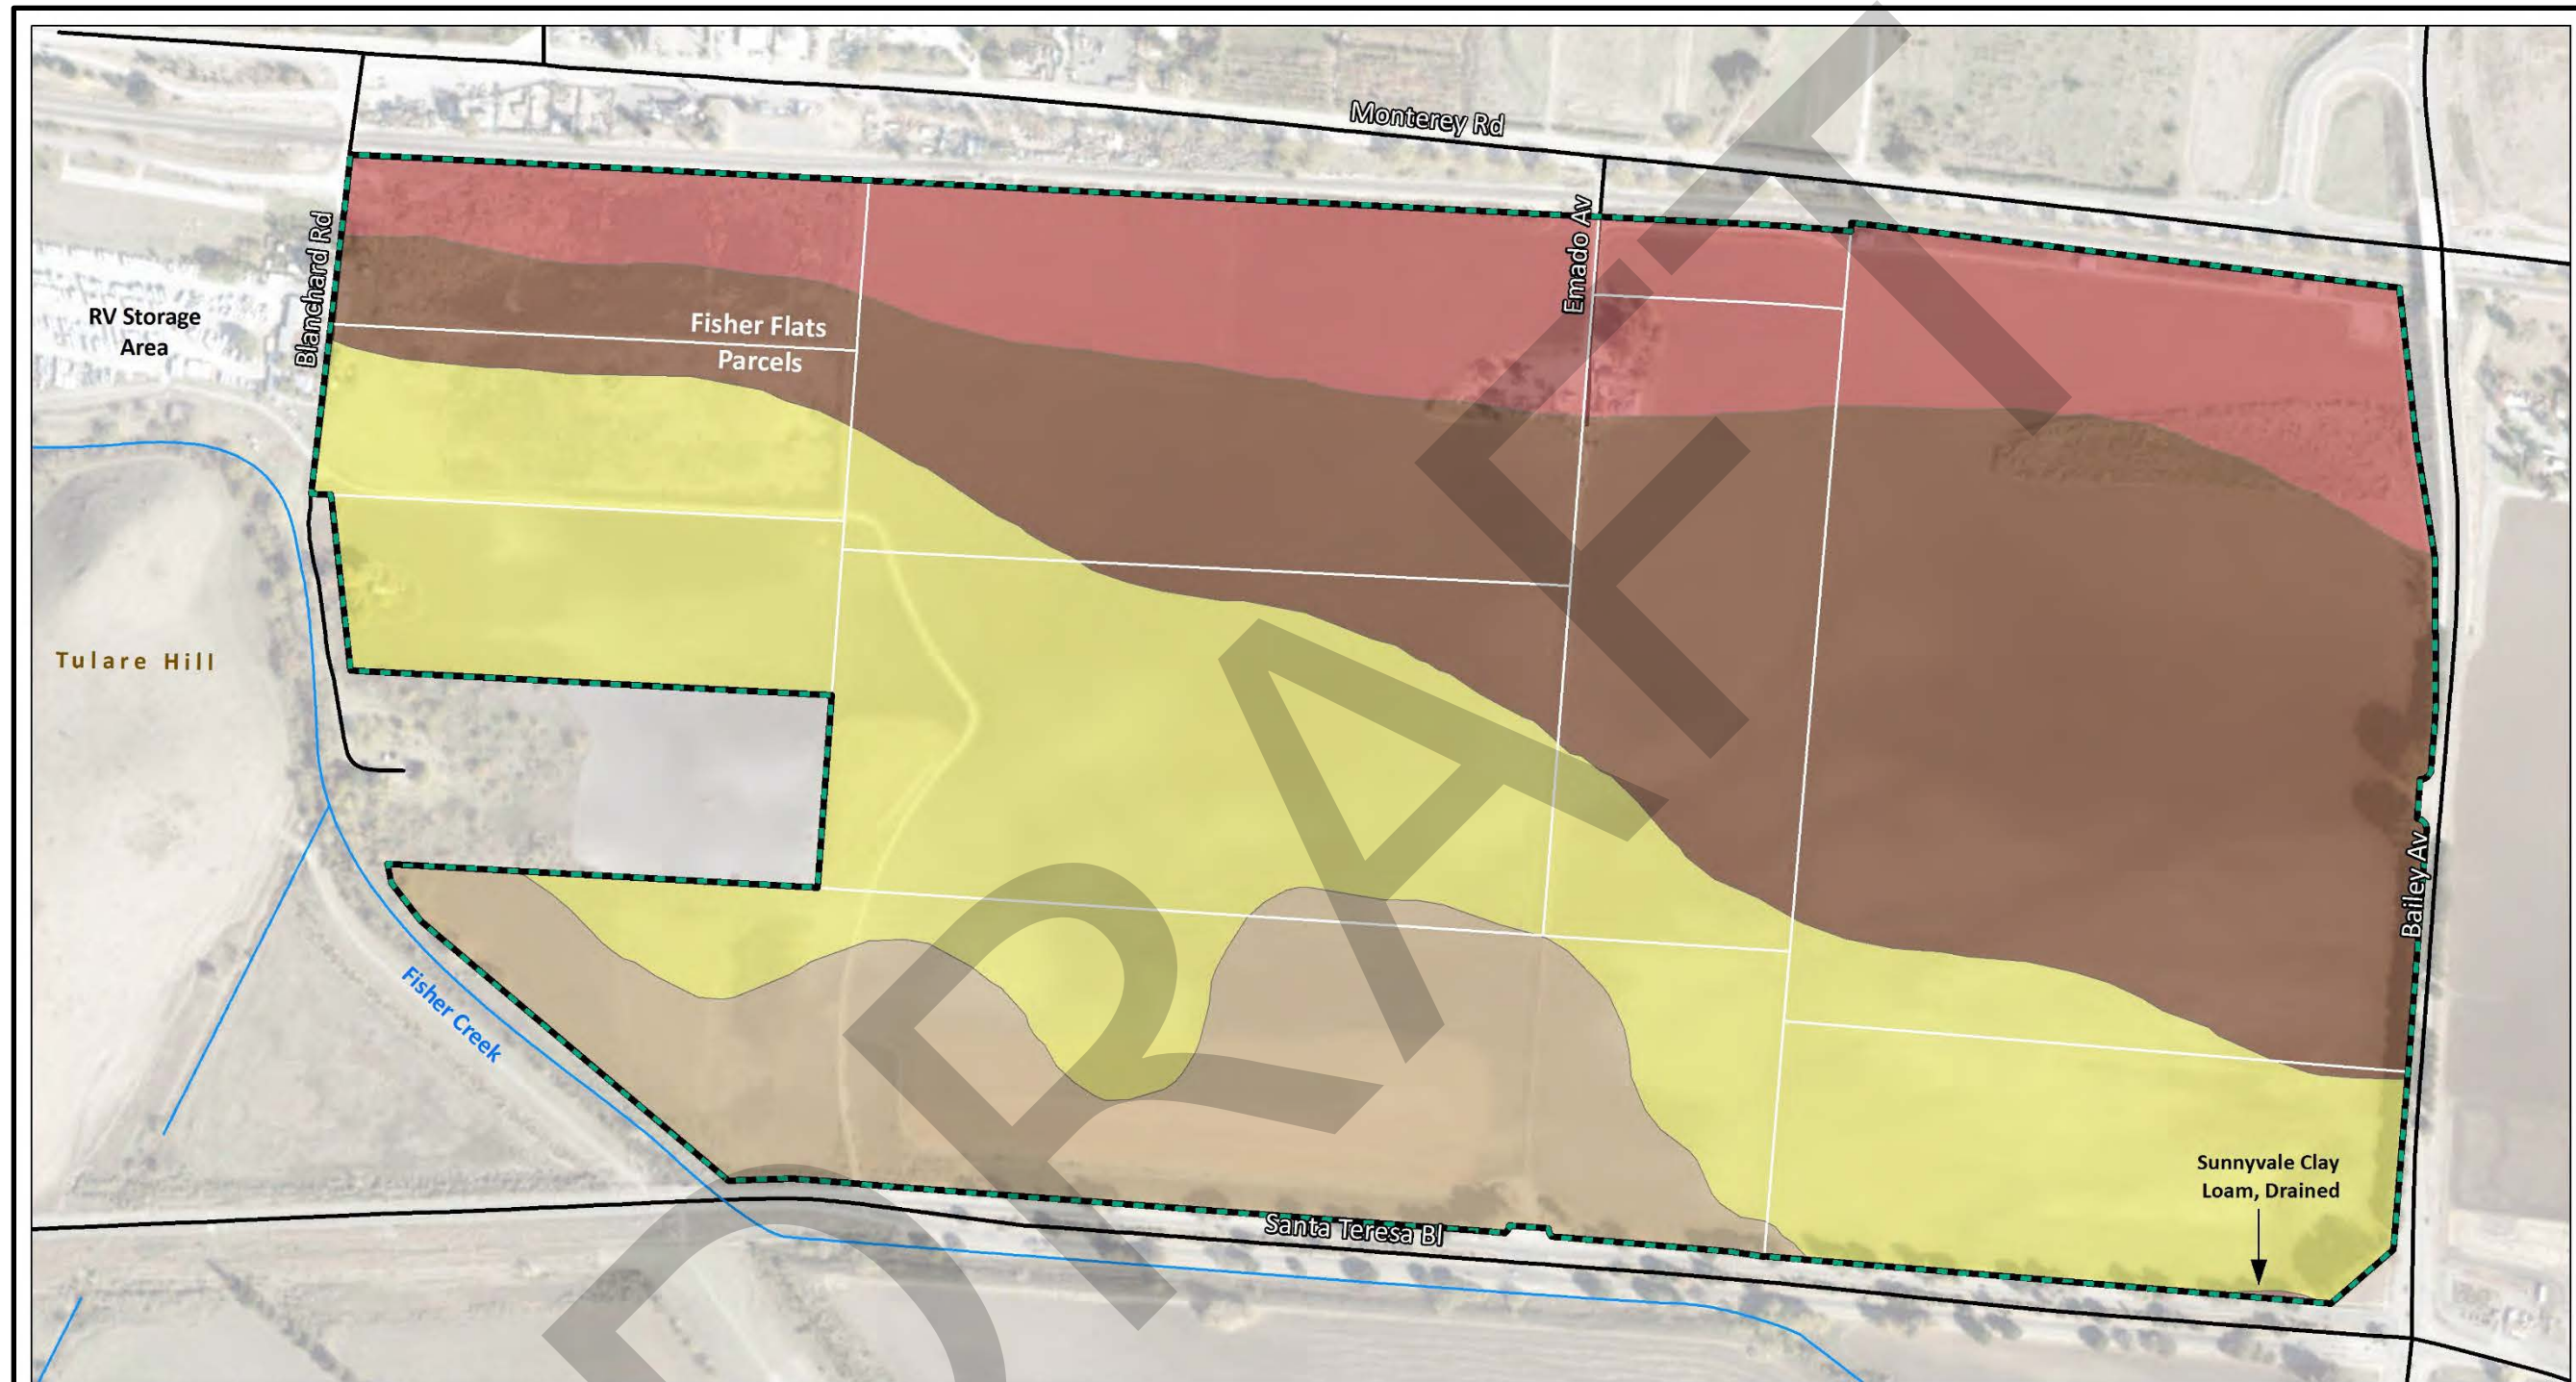 Monterey Rd
Blanchard Rd
Emado Av
RV Storage
Area
Fisher Flats
Parcels
Tulare Hill
Bailey Av
Fisher Creek
Sunnyvale Clay
Loam, Drained
Santa Teresa Bl
DRAFT